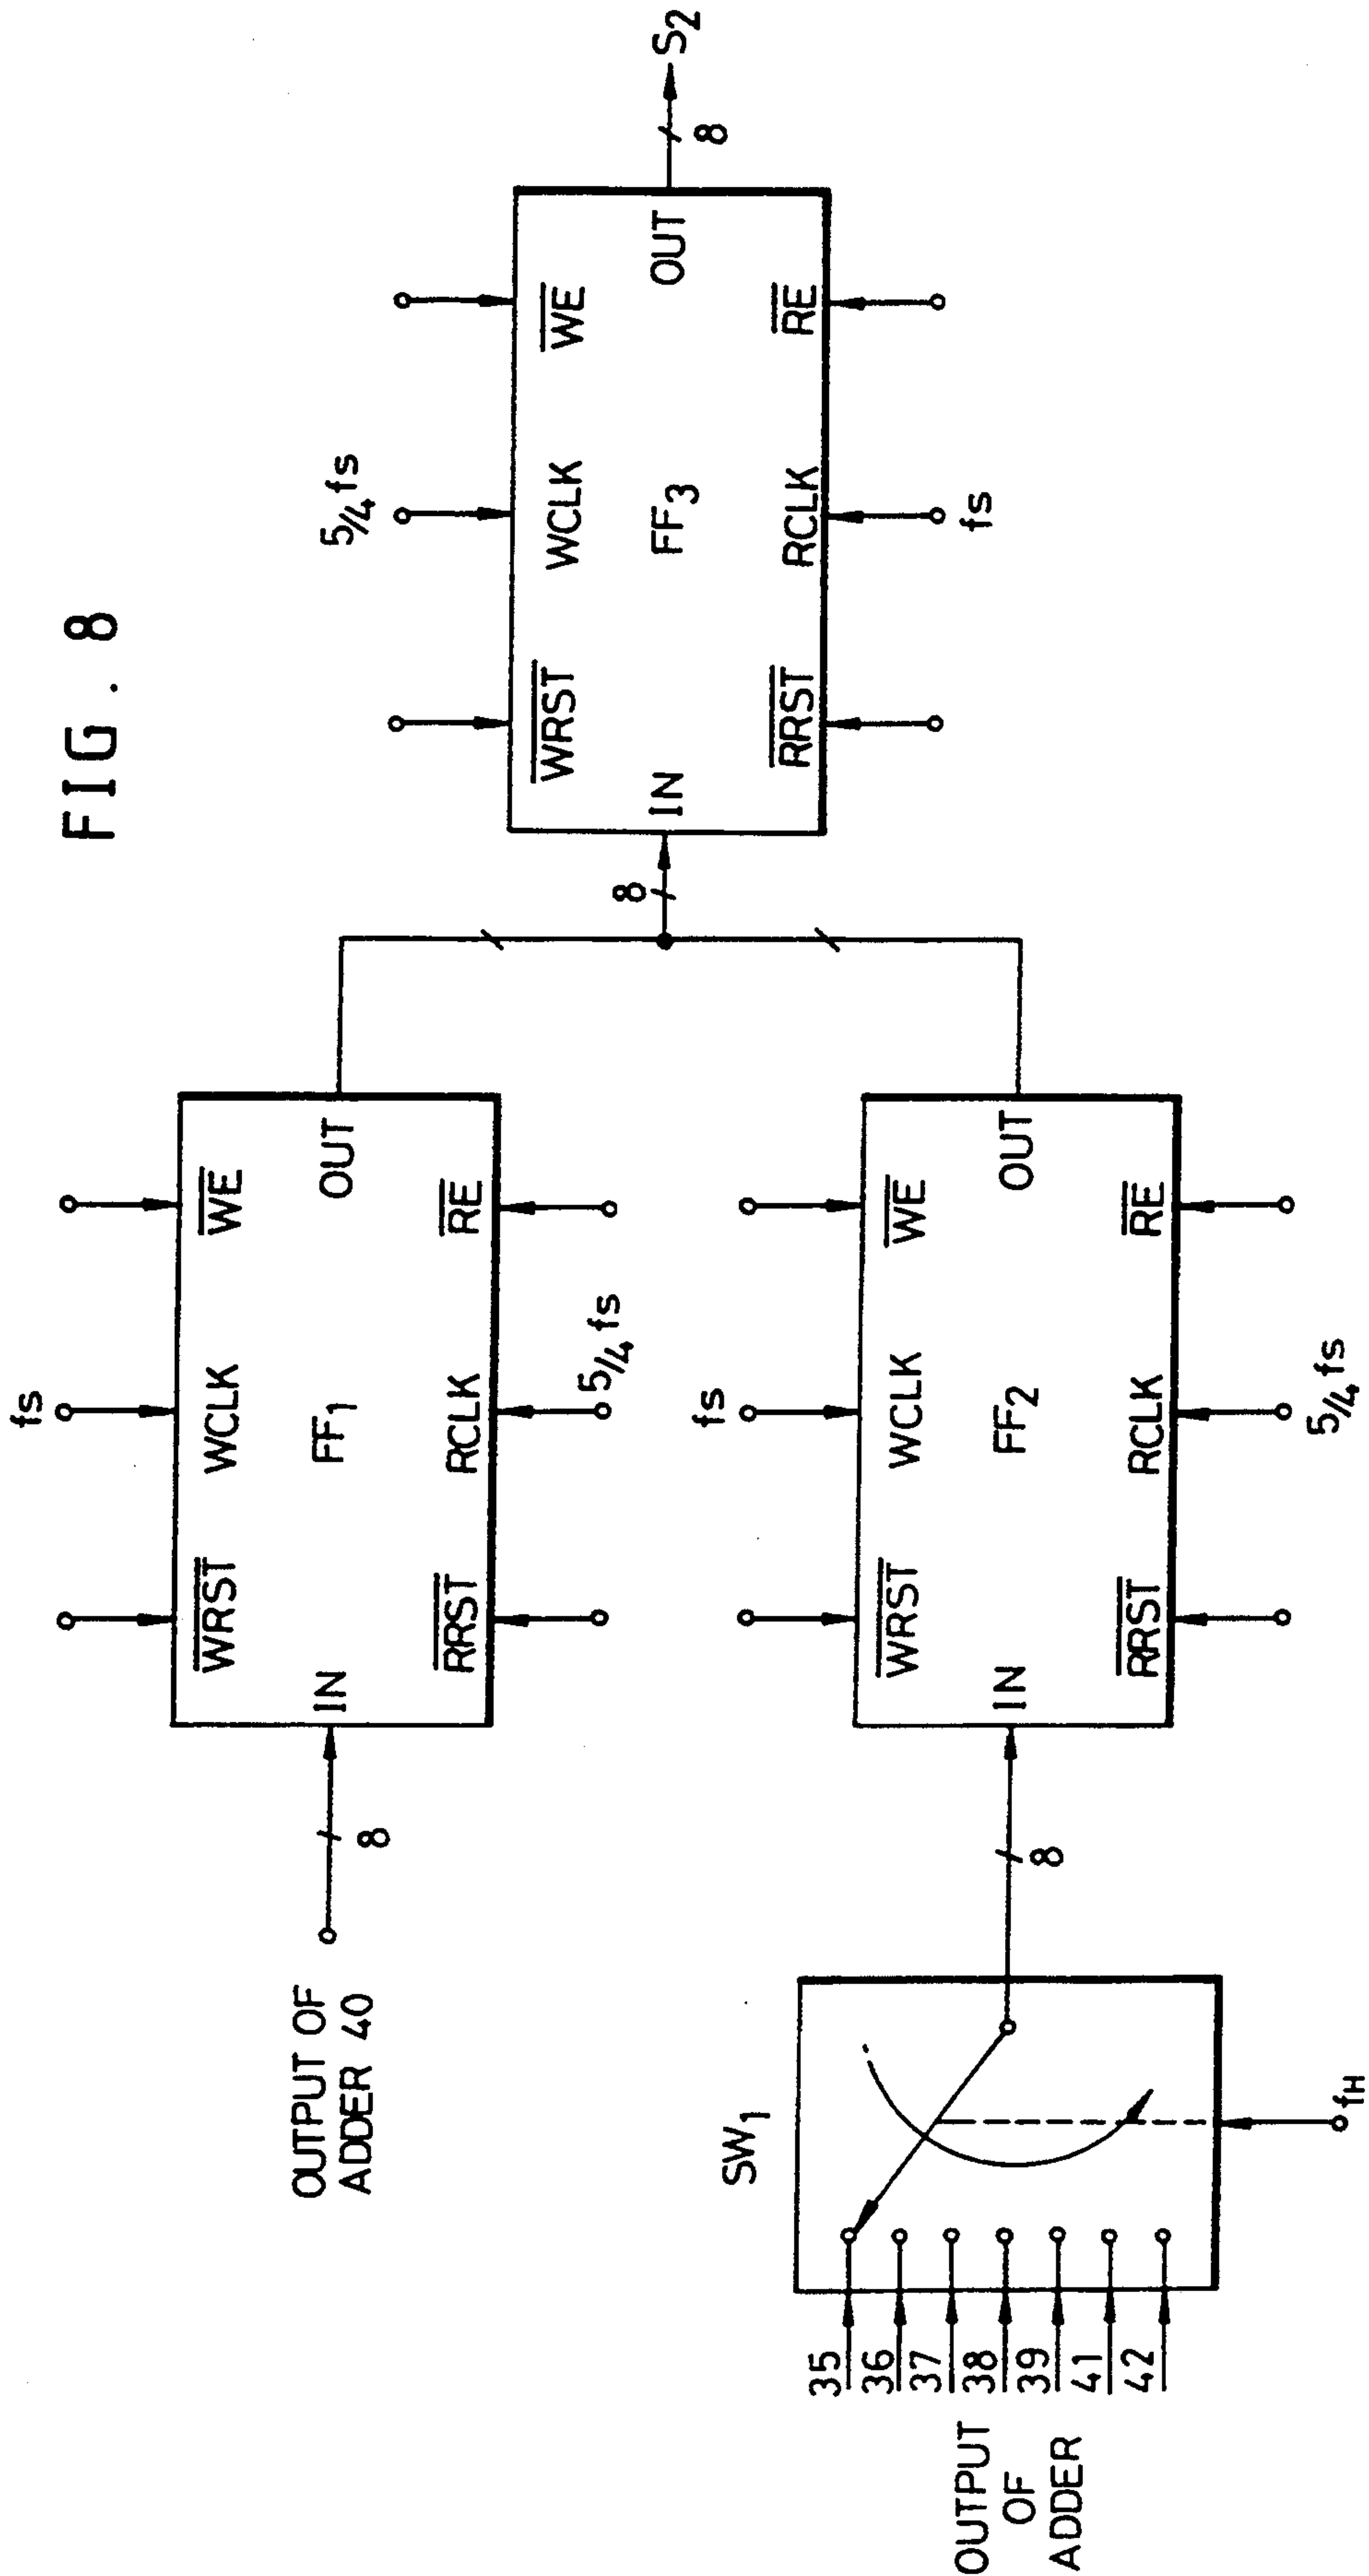 FIG. 8
fs
WRST
WCLK
WE
IN
FF1
OUT
RRST
RCLK
RE
5/4 fs
OUTPUT OF
ADDER 40
8
8
5/4 fs
WRST
WCLK
WE
IN
FF3
OUT
RRST
RCLK
RE
fs
8
S2
SW1
35
36
37
38
39
41
42
OUTPUT
OF
ADDER
fH
8
fs
WRST
WCLK
WE
IN
FF2
OUT
RRST
RCLK
RE
5/4 fs